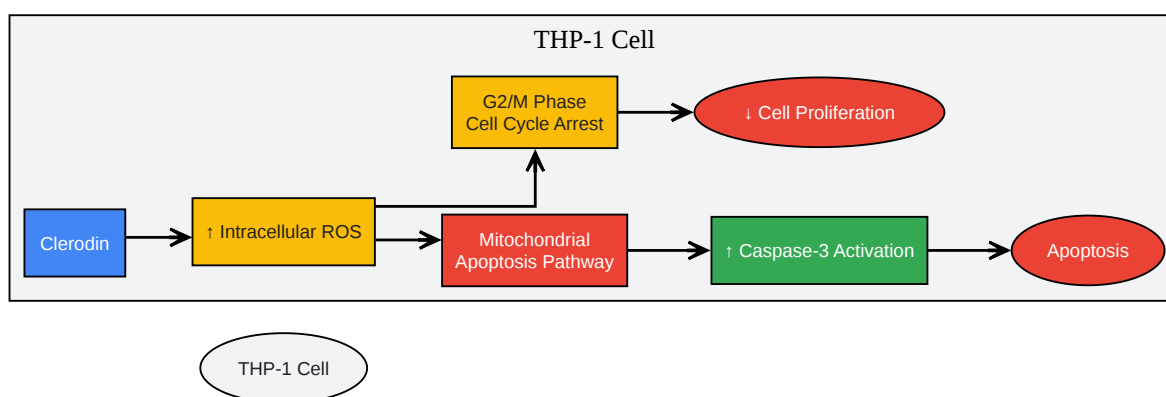 THP-1 Cell
G2/M Phase
Cell Cycle Arrest
↓ Cell Proliferation
Clerodin
↑ Intracellular ROS
Mitochondrial
Apoptosis Pathway
↑ Caspase-3 Activation
Apoptosis
THP-1 Cell